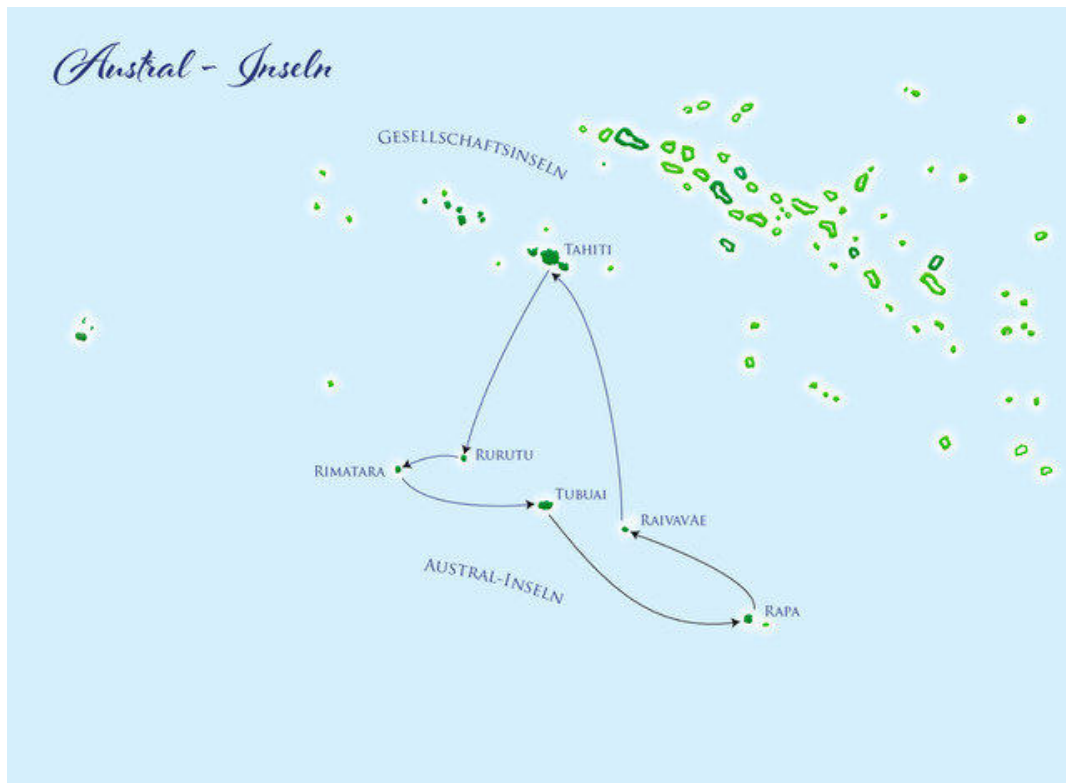 Austral - Inseln
Gesellschaftsinseln
Tahiti
Rurutu
Rimatara
Tubuai
Raivavae
Austral-Inseln
Rapa